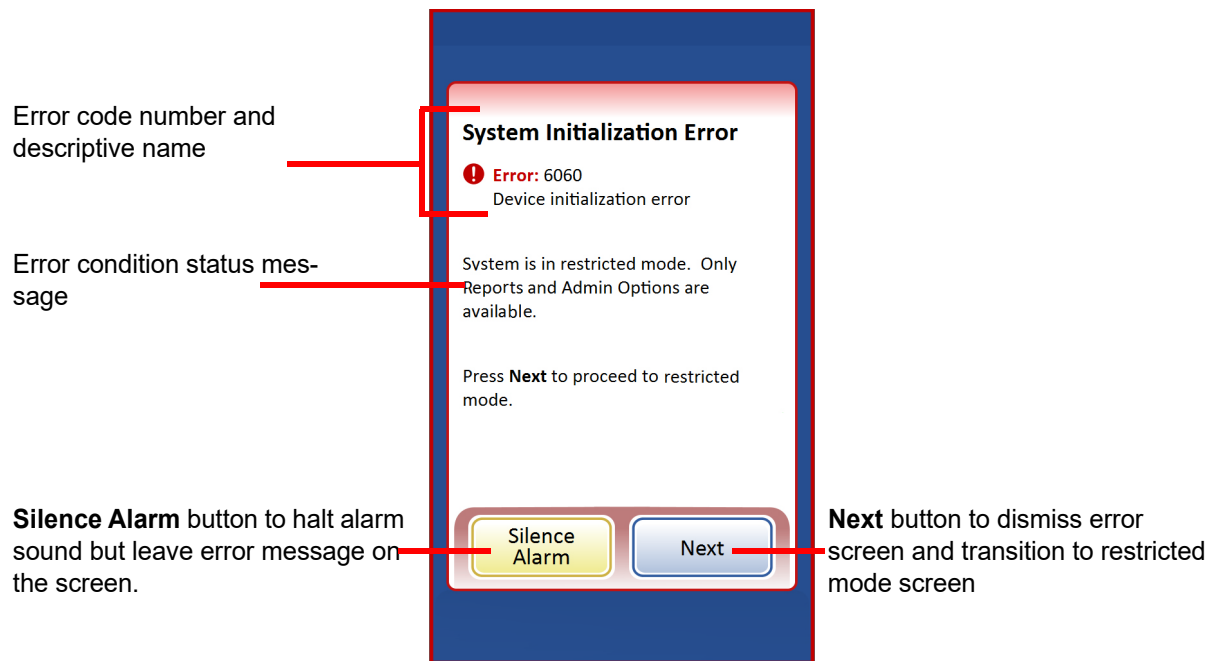 Error code number and
descriptive name
System Initialization Error
Error: 6060
Device initialization error
Error condition status mes-
sage
System is in restricted mode.  Only
Reports and Admin Options are
available.
Press Next to proceed to restricted
mode.
Silence Alarm button to halt alarm
sound but leave error message on
the screen.
Silence
Alarm
Next
Next button to dismiss error
screen and transition to restricted
mode screen